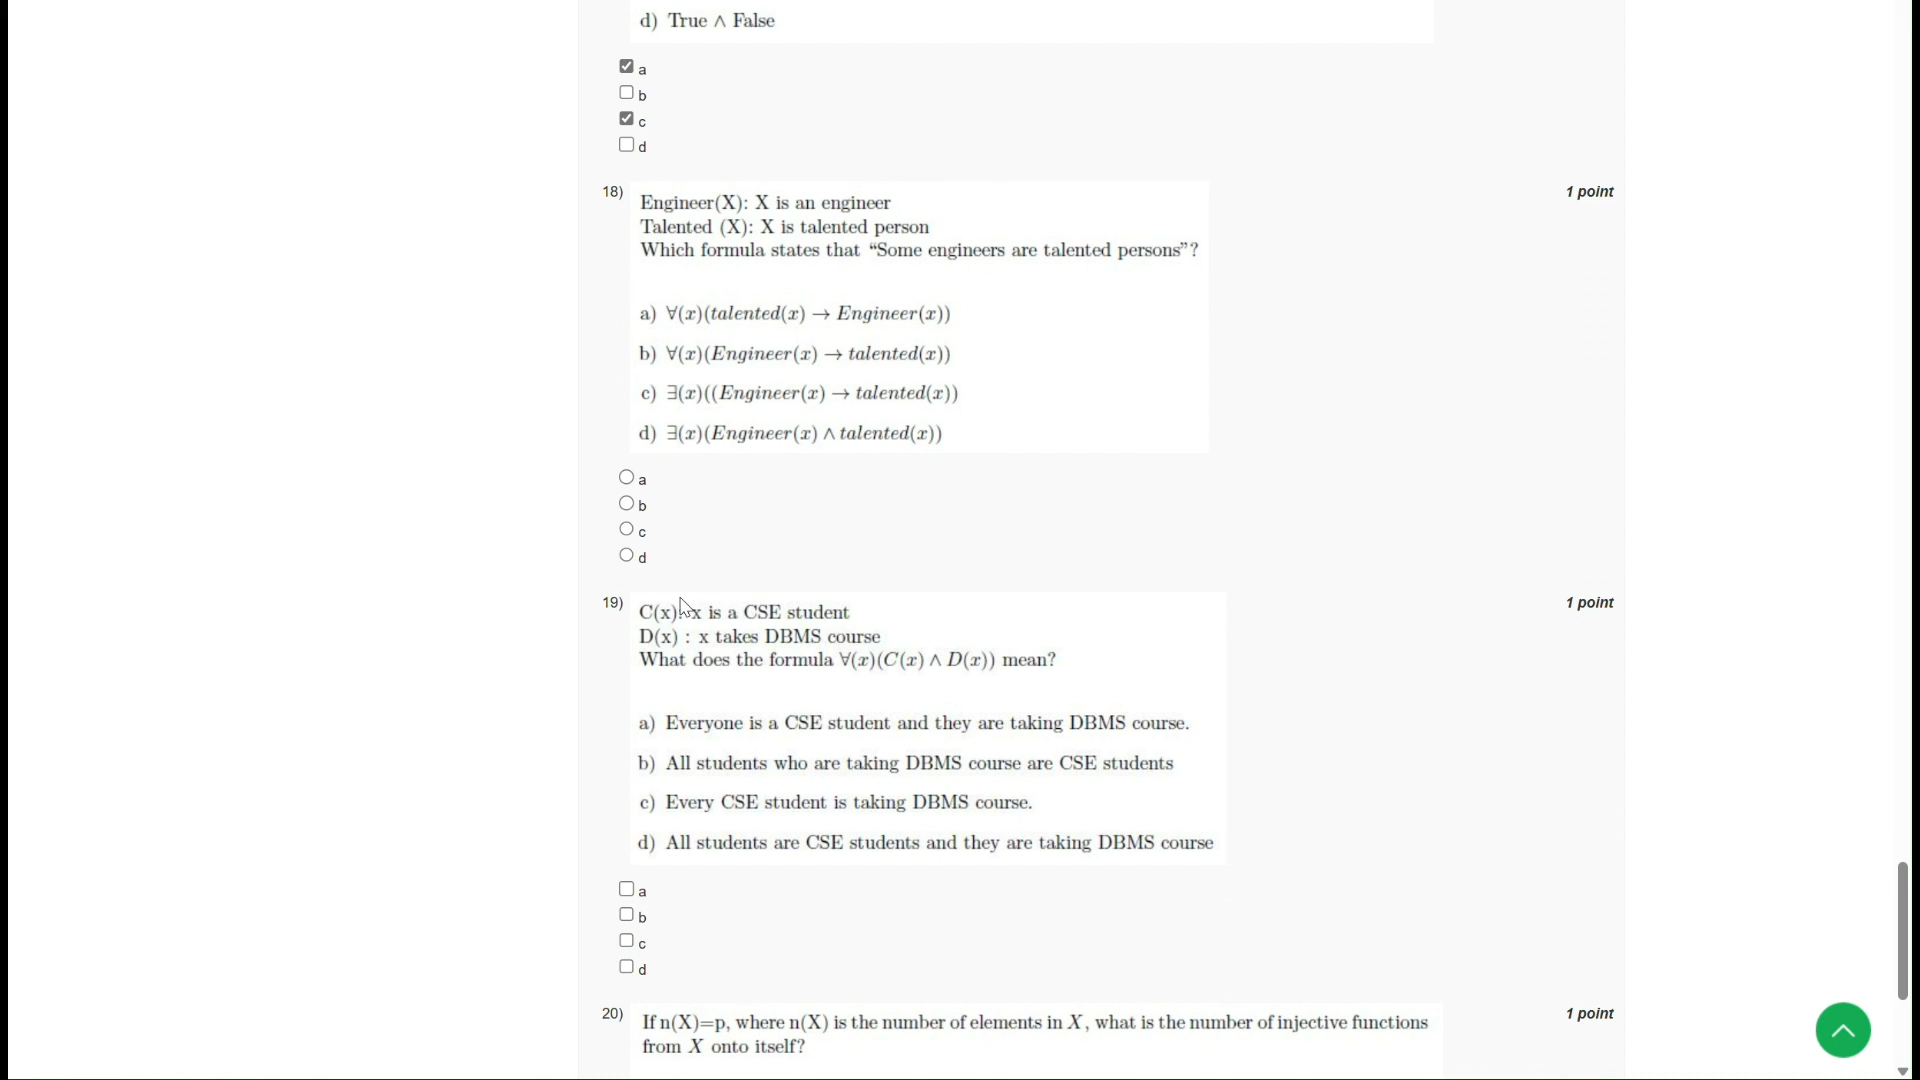 d) True ∧ False
a
b
c
d
18)
1 point
Engineer(X): X is an engineer
Talented (X): X is talented person
Which formula states that “Some engineers are talented persons”?
a) ∀(x)(talented(x) → Engineer(x))
b) ∀(x)(Engineer(x) → talented(x))
c) ∃(x)((Engineer(x) → talented(x))
d) ∃(x)(Engineer(x) ∧ talented(x))
a
b
c
d
19)
1 point
C(x): x is a CSE student
D(x) : x takes DBMS course
What does the formula ∀(x)(C(x) ∧ D(x)) mean?
a) Everyone is a CSE student and they are taking DBMS course.
b) All students who are taking DBMS course are CSE students
c) Every CSE student is taking DBMS course.
d) All students are CSE students and they are taking DBMS course
a
b
c
d
20)
1 point
If n(X)=p, where n(X) is the number of elements in X, what is the number of injective functions
from X onto itself?